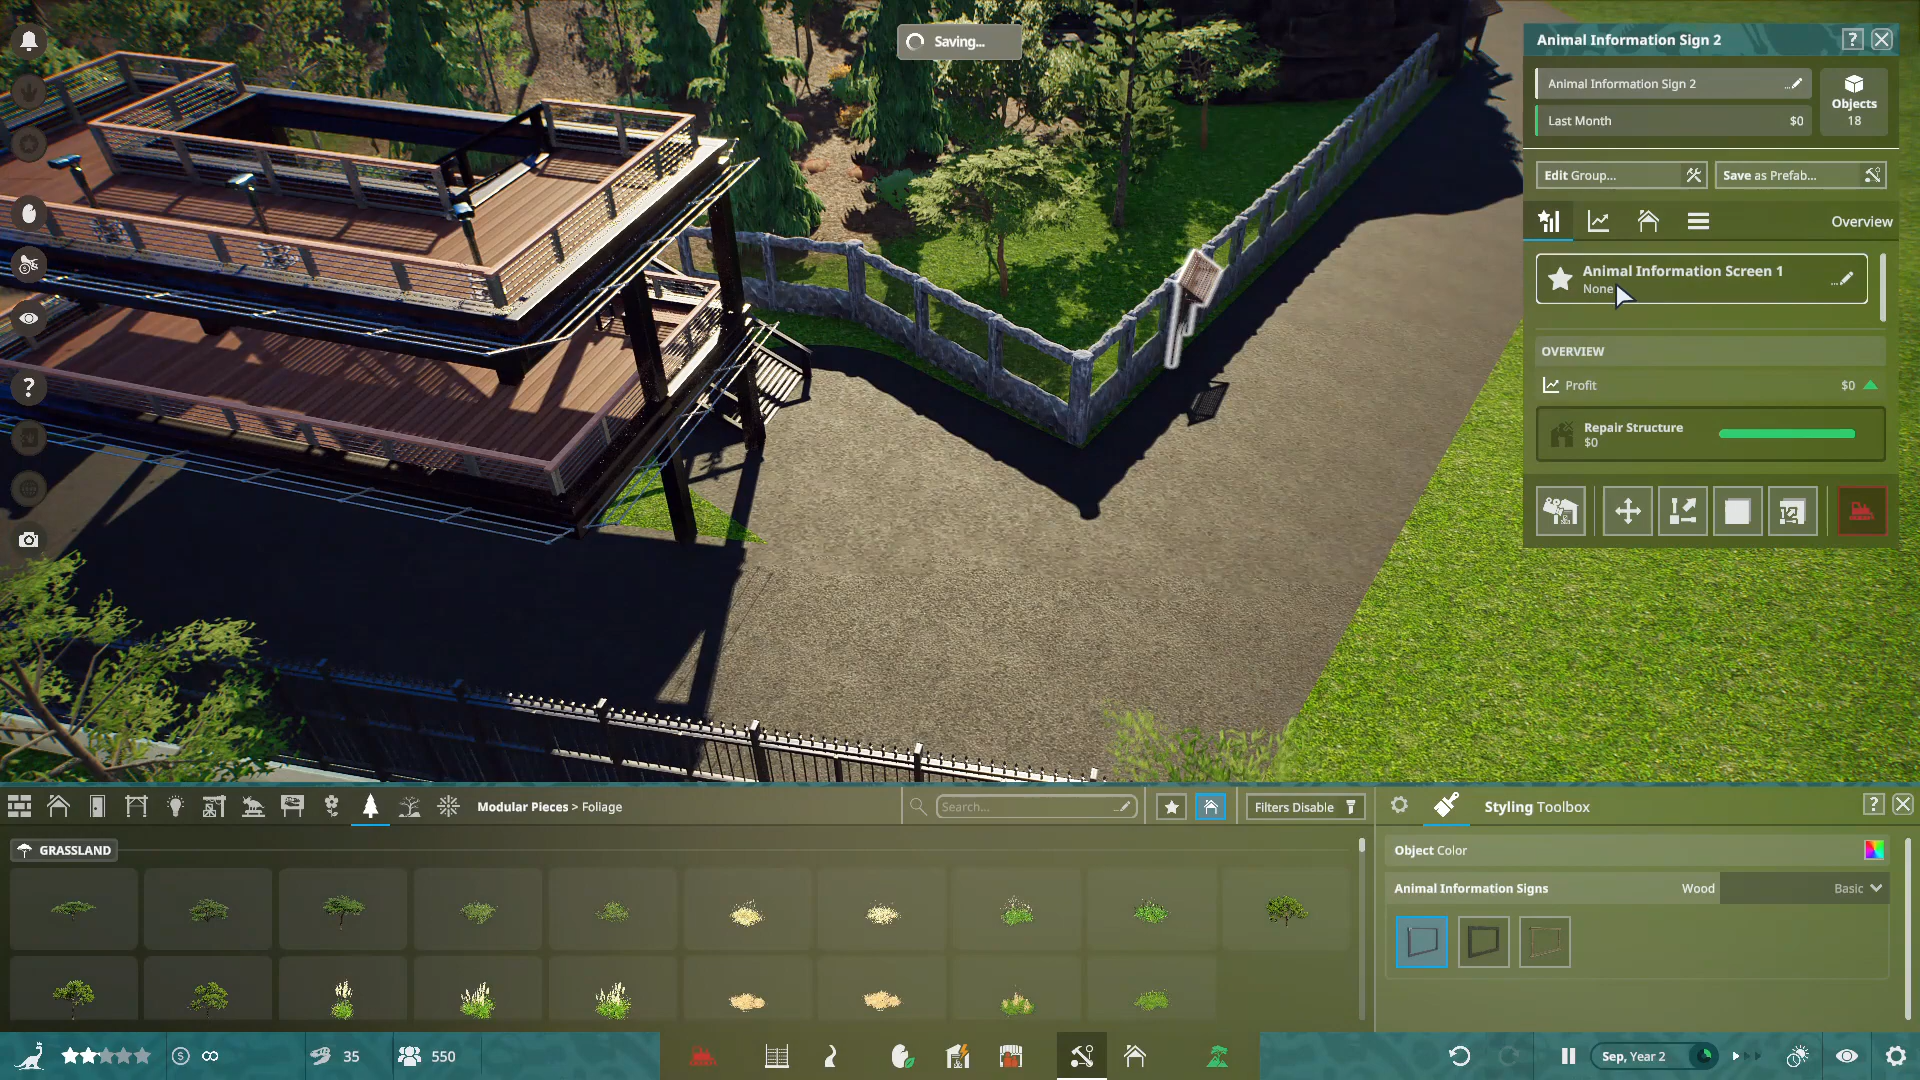 Saving...
Animal Information Sign 2
?
Animal Information Sign 2
...
Objects
18
Last Month $0
Edit Group...
Save as Prefab...
Overview
Animal Information Screen 1
None
...
OVERVIEW
Profit $0
Repair Structure
$0
?
Modular Pieces > Foliage
Search...
Filters Disable
Styling Toolbox
?
GRASSLAND
Object Color
Animal Information Signs Wood Basic
$ ∞ 35 550
Sep, Year 2